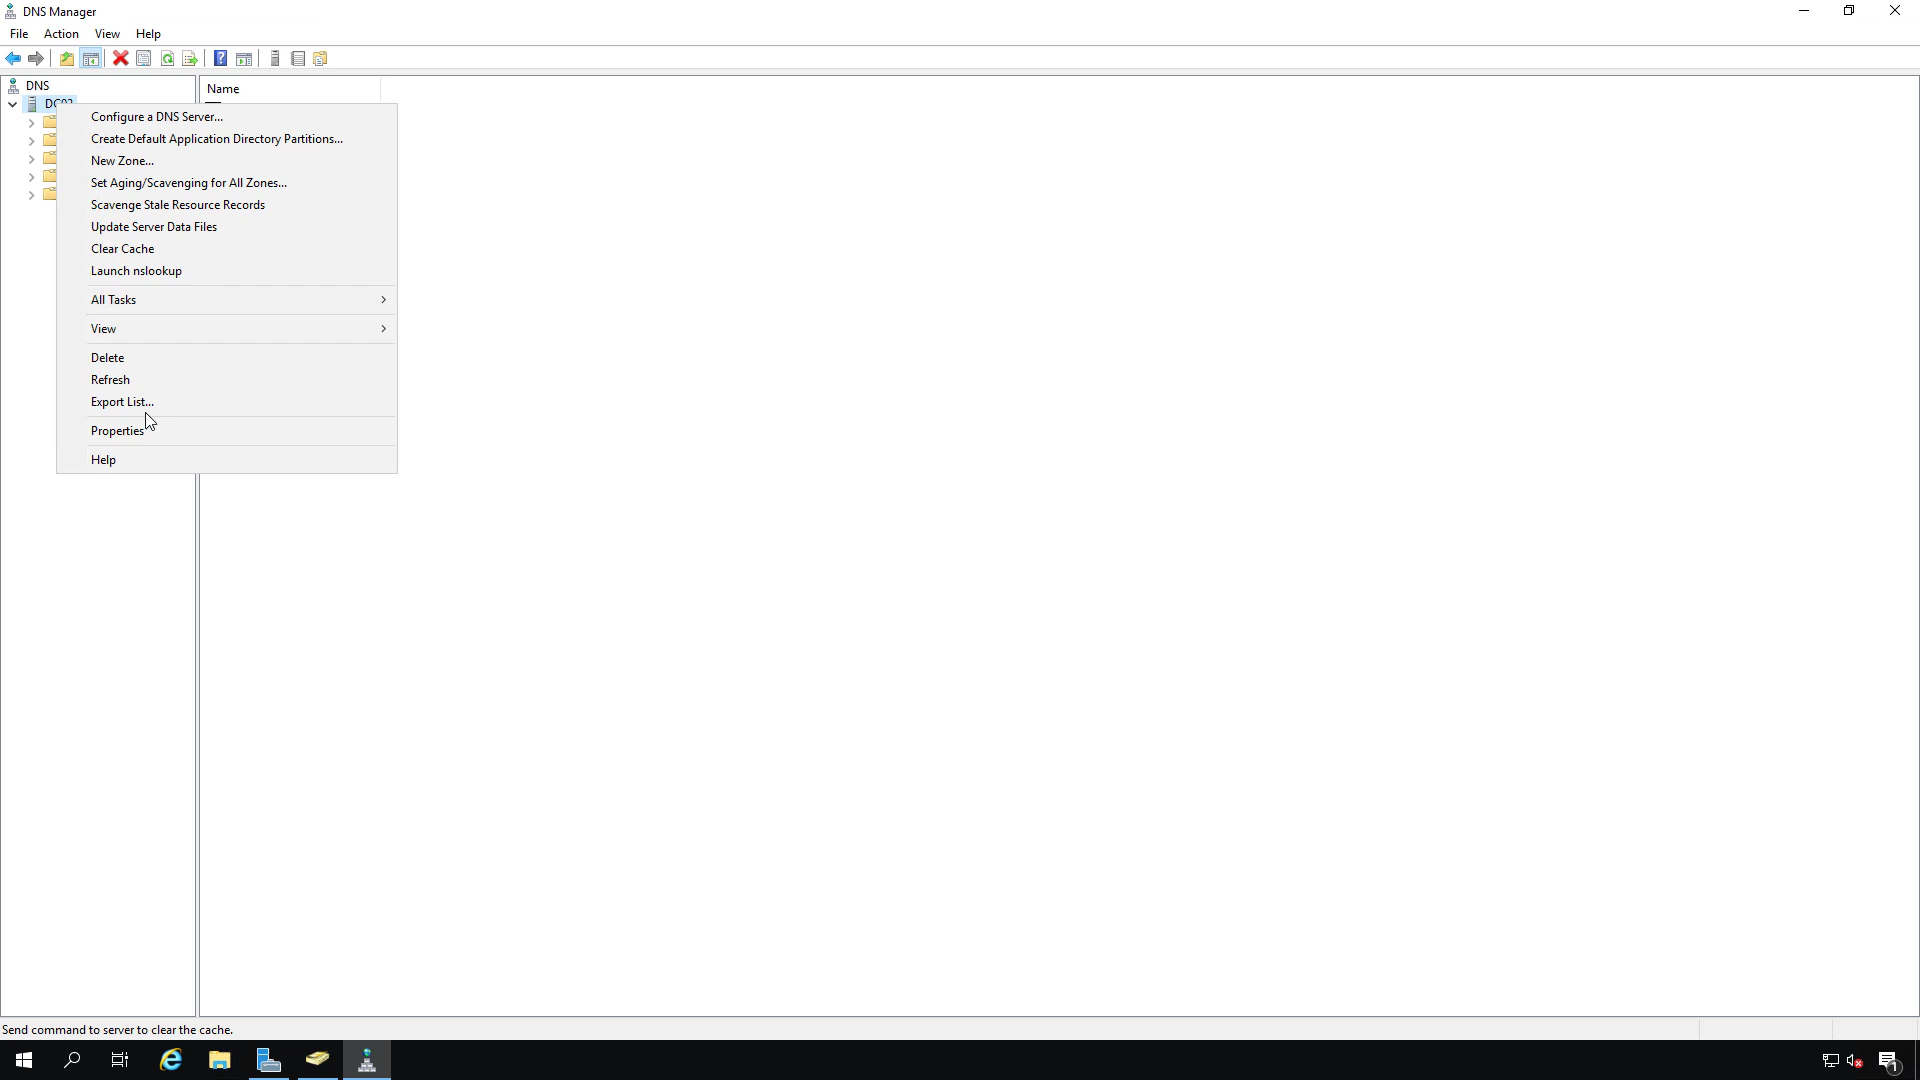 DNS Manager
File Action View Help
DNS
Name
Configure a DNS Server...
Create Default Application Directory Partitions...
New Zone...
Set Aging/Scavenging for All Zones...
Scavenge Stale Resource Records
Update Server Data Files
Clear Cache
Launch nslookup
All Tasks
View
Delete
Refresh
Export List...
Properties
Help
Send command to server to clear the cache.
1